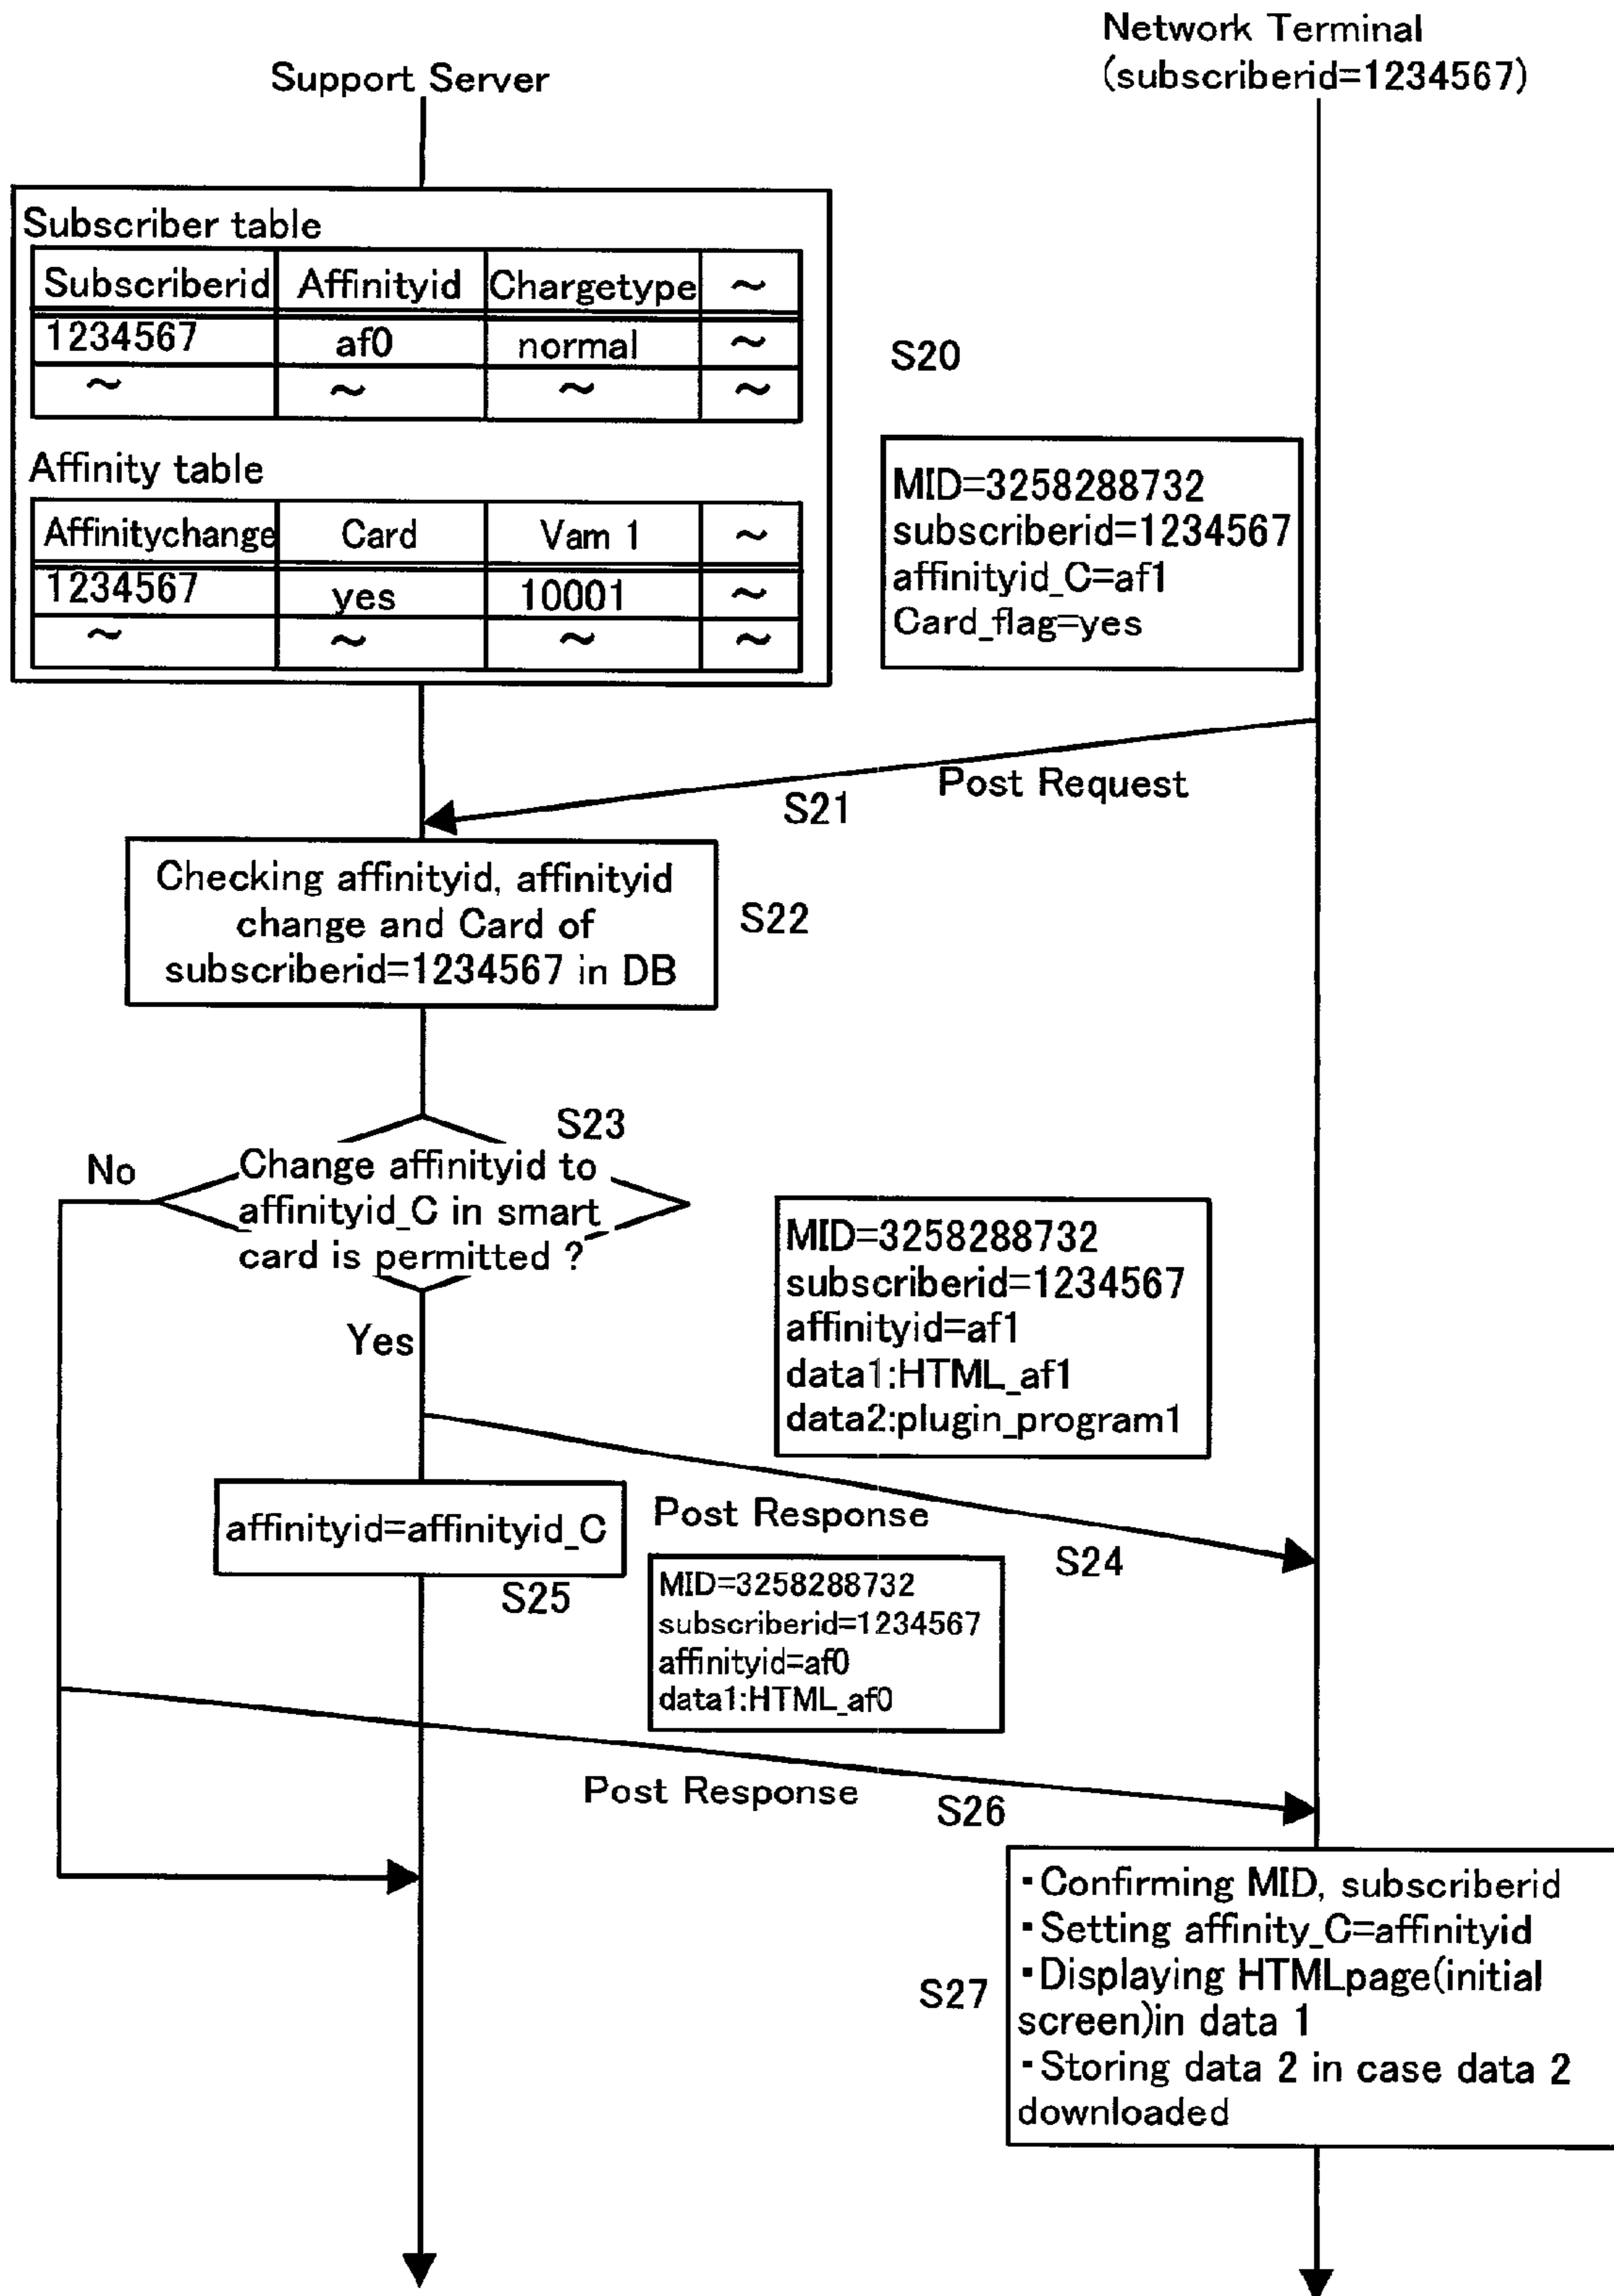 Network Terminal
(subscriberid=1234567)
Support Server
Subscriber table
Subscriberid Affinityid Chargetype ~
1234567 af0 normal ~
~ ~ ~ ~
S20
Affinity table
Affinitychange Card Vam 1 ~
1234567 yes 10001 ~
~ ~ ~ ~
MID=3258288732
subscriberid=1234567
affinityid_C=af1
Card_flag=yes
Post Request
S21
Checking affinityid, affinityid
change and Card of
subscriberid=1234567 in DB
S22
S23
No
Change affinityid to
affinityid_C in smart
card is permitted ?
Yes
MID=3258288732
subscriberid=1234567
affinityid=af1
data1:HTML_af1
data2:plugin_program1
Post Response
S24
affinityid=affinityid_C
S25
MID=3258288732
subscriberid=1234567
affinityid=af0
data1:HTML_af0
Post Response
S26
S27
▪Confirming MID, subscriberid
▪Setting affinity_C=affinityid
▪Displaying HTMLpage(initial
screen)in data 1
▪Storing data 2 in case data 2
downloaded